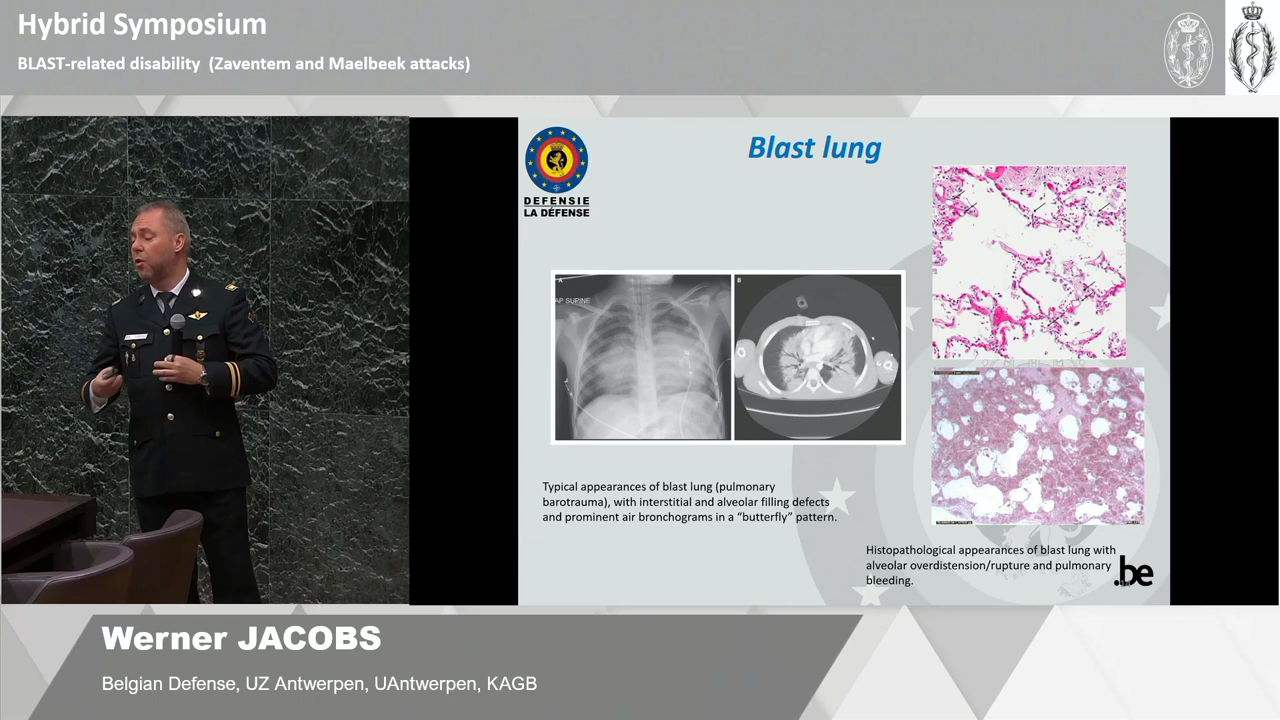 Hybrid Symposium
BLAST-related disability (Zaventem and Maelbeek attacks)
DEFENSIE
LA DÉFENSE
Blast lung
A
AP SUPINE
B
Typical appearances of blast lung (pulmonary
barotrauma), with interstitial and alveolar filling defects
and prominent air bronchograms in a “butterfly” pattern.
Histopathological appearances of blast lung with
alveolar overdistension/rupture and pulmonary
bleeding.
.be
Werner JACOBS
Belgian Defense, UZ Antwerpen, UAntwerpen, KAGB